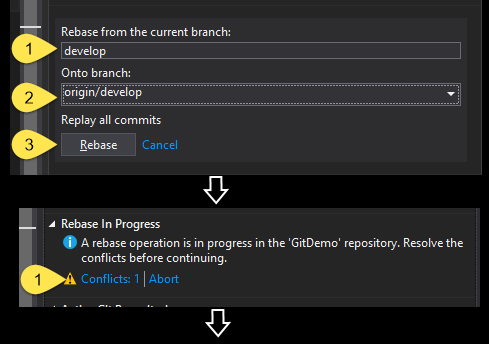 Rebase from the current branch:
1
develop
Onto branch:
2
origin/develop
Replay all commits
3
Rebase Cancel
Rebase In Progress
A rebase operation is in progress in the 'GitDemo' repository. Resolve the
conflicts before continuing.
1
Conflicts: 1 | Abort